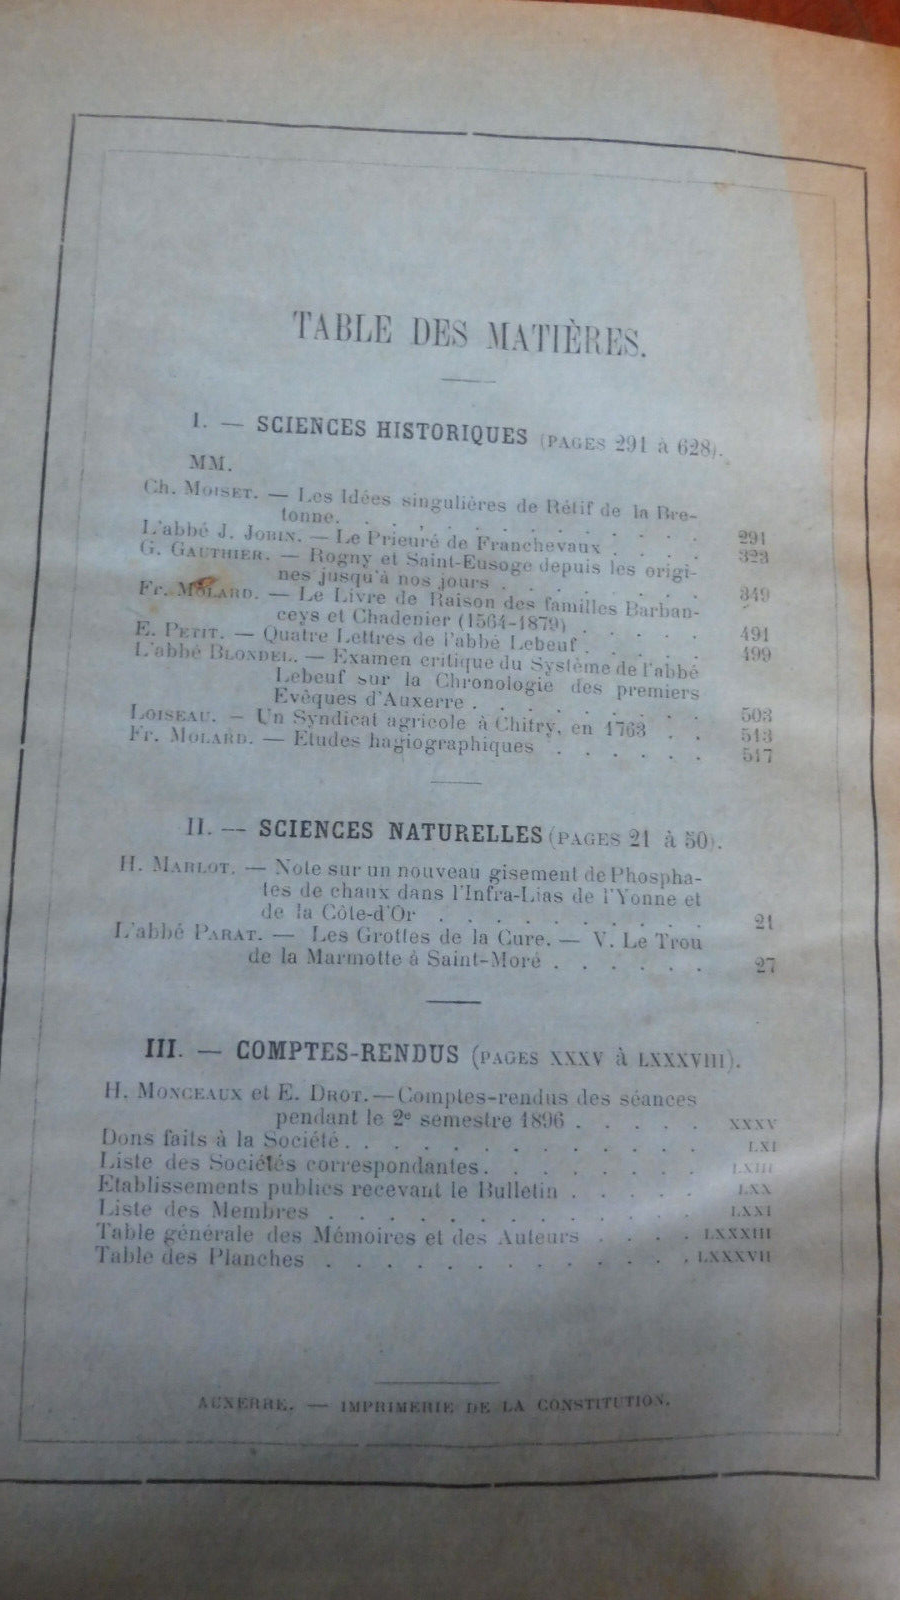 TABLE DES MATIÈRES.
I. — SCIENCES HISTORIQUES (PAGES 291 à 628).
MM.
Ch. MOISET. — Les Idées singulières de Rétif de la Bre-
tonne. . . . . . . . . . 291
L'abbé J. JOBIN. — Le Prieuré de Franchevaux . . . . 323
G. GAUTHIER. — Rogny et Saint-Eusoge depuis les origi-
nes jusqu'à nos jours . . . . . . 349
Fr. MOLARD. — Le Livre de Raison des familles Barban-
ceys et Chadenier (1564-1879) . . . . . 491
E. PETIT. — Quatre Lettres de l'abbé Lebeuf . . . . . 499
L'abbé BLONDEL. — Examen critique du Système de l'abbé
Lebeuf sur la Chronologie des premiers
Evêques d'Auxerre . . . . . . . 503
LOISEAU. — Un Syndicat agricole à Chitry, en 1763 . . 513
Fr. MOLARD. — Etudes hagiographiques . . . . . 517
II. — SCIENCES NATURELLES (PAGES 21 à 50).
H. MARLOT. — Note sur un nouveau gisement de Phospha-
tes de chaux dans l'Infra-Lias de l'Yonne et
de la Côte-d'Or . . . . . . . . . 21
L'abbé PARAT. — Les Grottes de la Cure. — V. Le Trou
de la Marmotte à Saint-Moré . . . . . . 27
III. — COMPTES-RENDUS (PAGES XXXV à LXXXVIII).
H. MONCEAUX et E. DROT. — Comptes-rendus des séances
pendant le 2e semestre 1896 . . . . . XXXV
Dons faits à la Société . . . . . . . . . . . . LXI
Liste des Sociétés correspondantes . . . . . . . . LXIII
Etablissements publics recevant le Bulletin . . . . . LXX
Liste des Membres . . . . . . . . . . . . LXXI
Table générale des Mémoires et des Auteurs . . . . LXXXIII
Table des Planches . . . . . . . . . . . . LXXXVII
AUXERRE. — IMPRIMERIE DE LA CONSTITUTION.